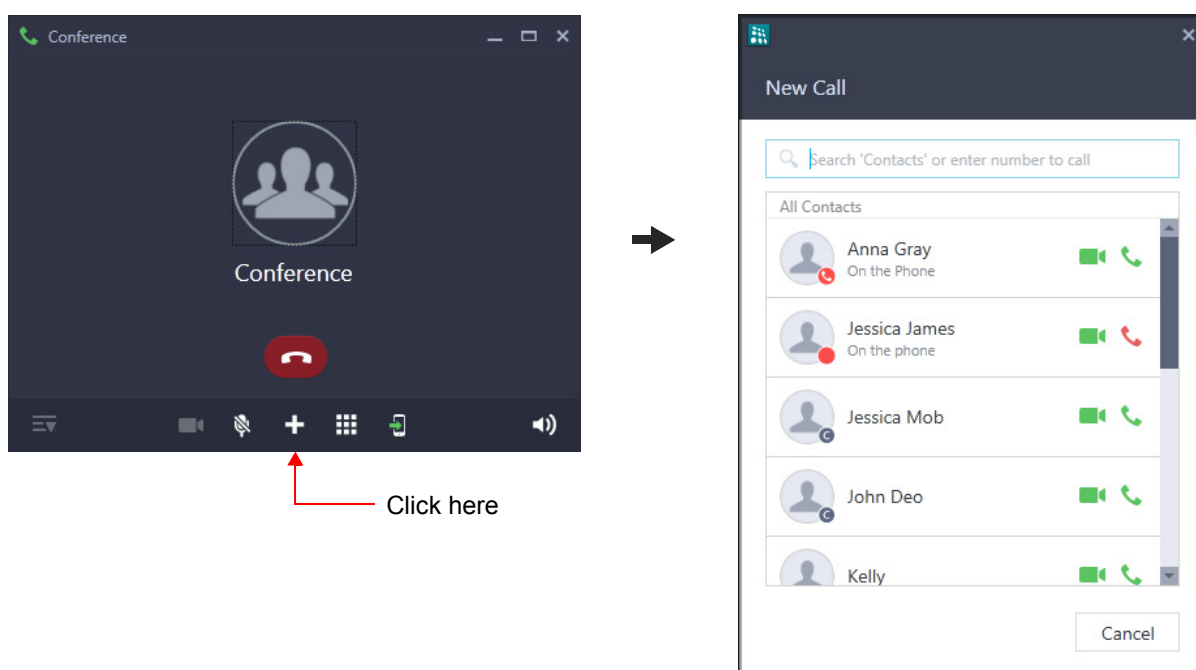 Conference
Conference
Click here
New Call
Search 'Contacts' or enter number to call
All Contacts
Anna Gray
On the Phone
Jessica James
On the phone
Jessica Mob
C
John Deo
C
Kelly
Cancel